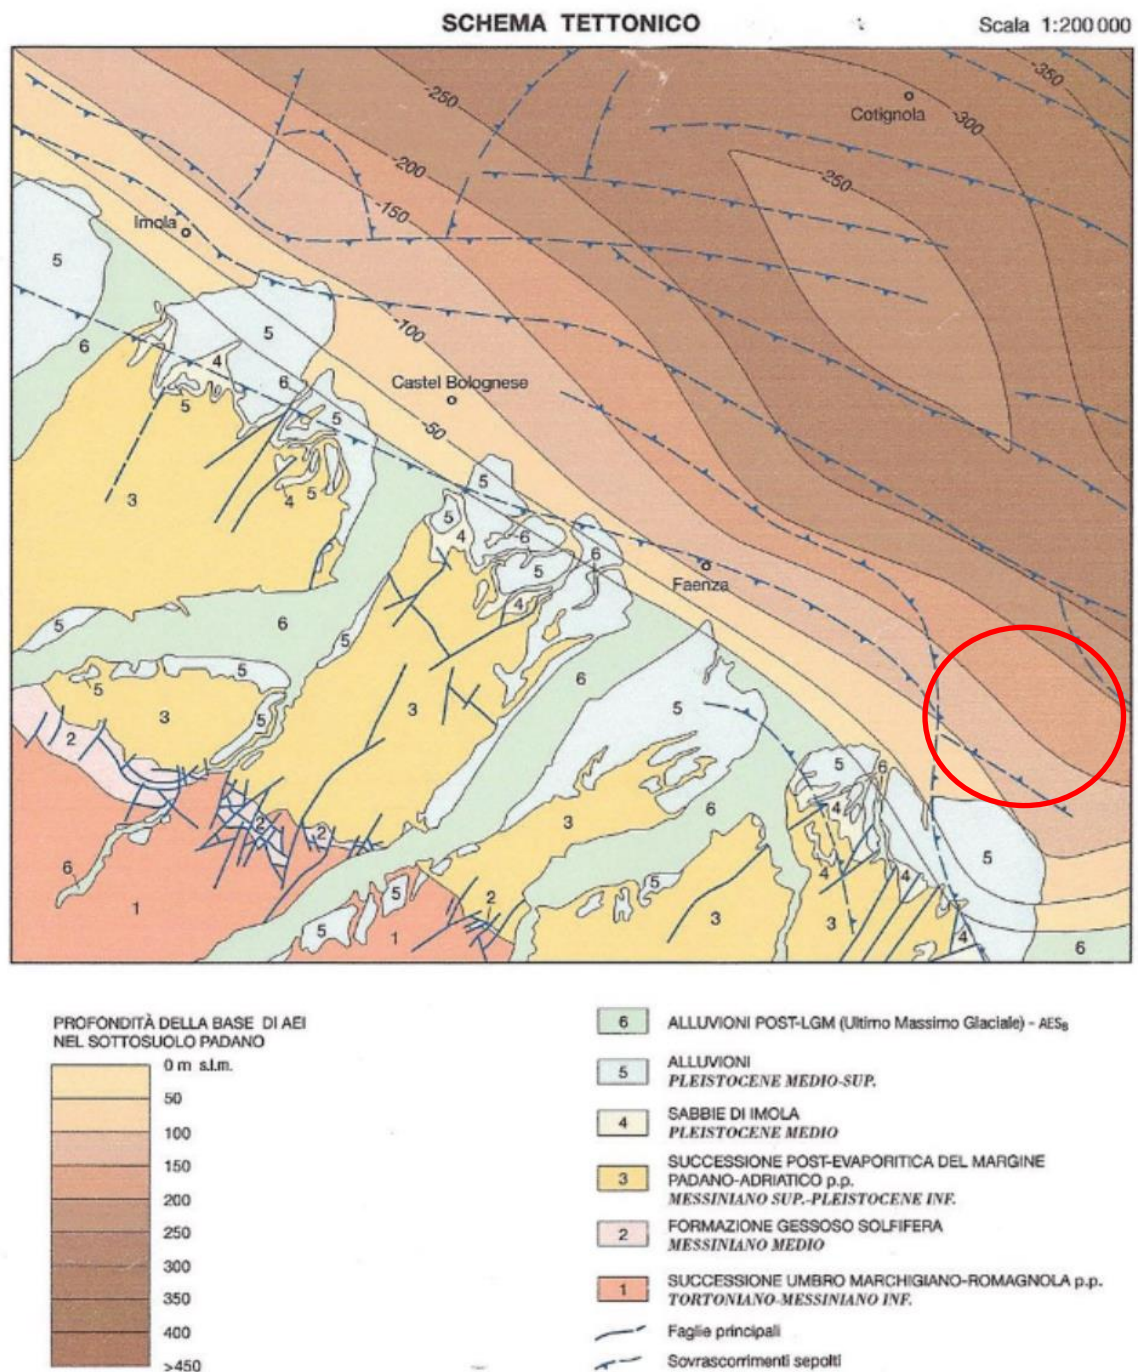 SCHEMA TETTONICO
Scala 1:200 000
-350
-250
Cotignola
-300
-200
-250
-150
Imola
5
5
-100
6
4
Castel Bolognese
6
5
5
-50
3
4
5
5
5
6
4
6
5
Faenza
4
5
6
5
6
5
5
3
3
5
2
5
5
6
6
4
2
2
3
5
6
4
4
1
5
2
5
3
3
4
5
1
6
PROFONDITÀ DELLA BASE DI AEI
NEL SOTTOSUOLO PADANO
0 m s.l.m.
50
100
150
200
250
300
350
400
>450
6 ALLUVIONI POST-LGM (Ultimo Massimo Glaciale) - AES8
5 ALLUVIONI
PLEISTOCENE MEDIO-SUP.
4 SABBIE DI IMOLA
PLEISTOCENE MEDIO
3 SUCCESSIONE POST-EVAPORITICA DEL MARGINE
PADANO-ADRIATICO p.p.
MESSINIANO SUP.-PLEISTOCENE INF.
2 FORMAZIONE GESSOSO SOLFIFERA
MESSINIANO MEDIO
1 SUCCESSIONE UMBRO MARCHIGIANO-ROMAGNOLA p.p.
TORTONIANO-MESSINIANO INF.
Faglie principali
Sovrascorrimenti sepolti